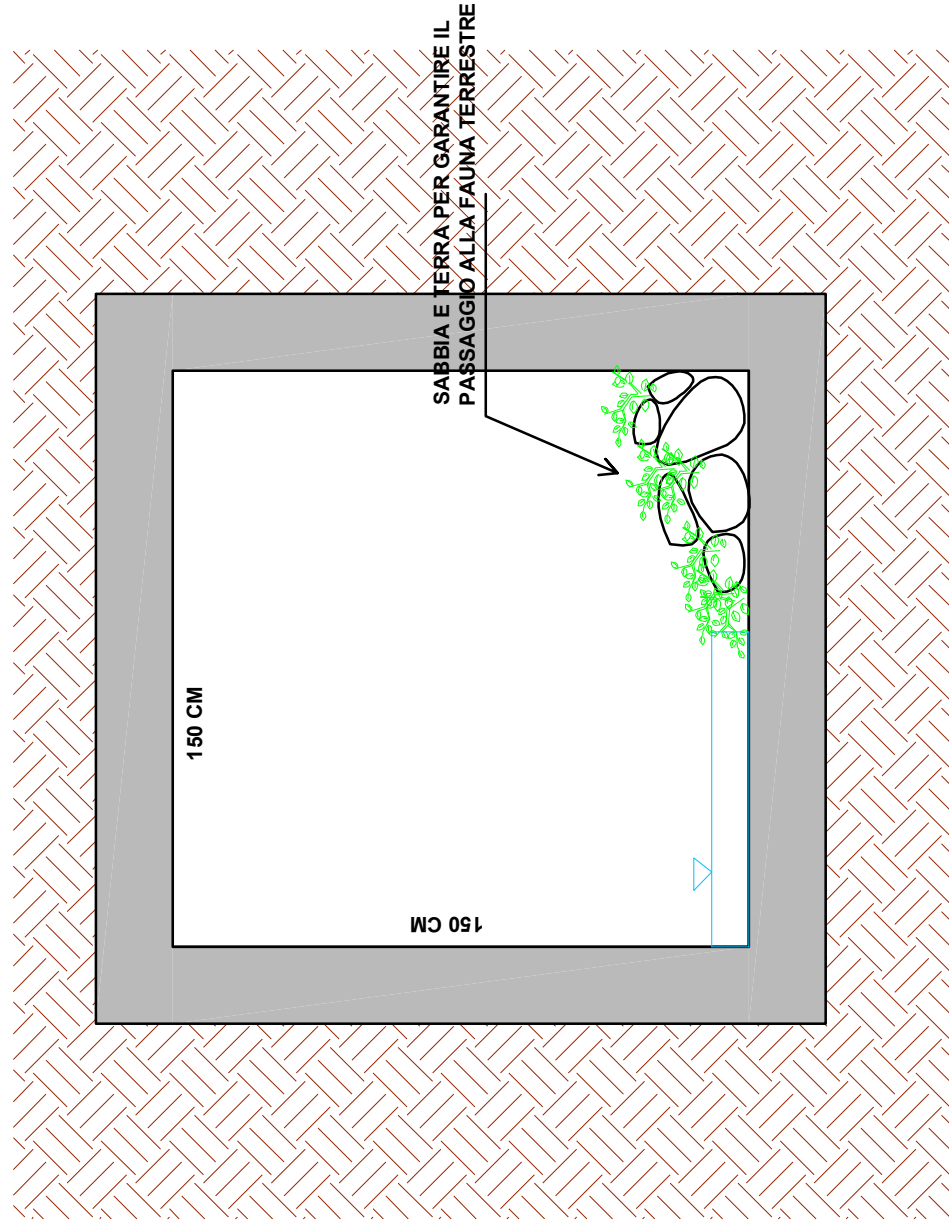 SABBIA E TERRA PER GARANTIRE IL
PASSAGGIO ALLA FAUNA TERRESTRE
150 CM
150 CM